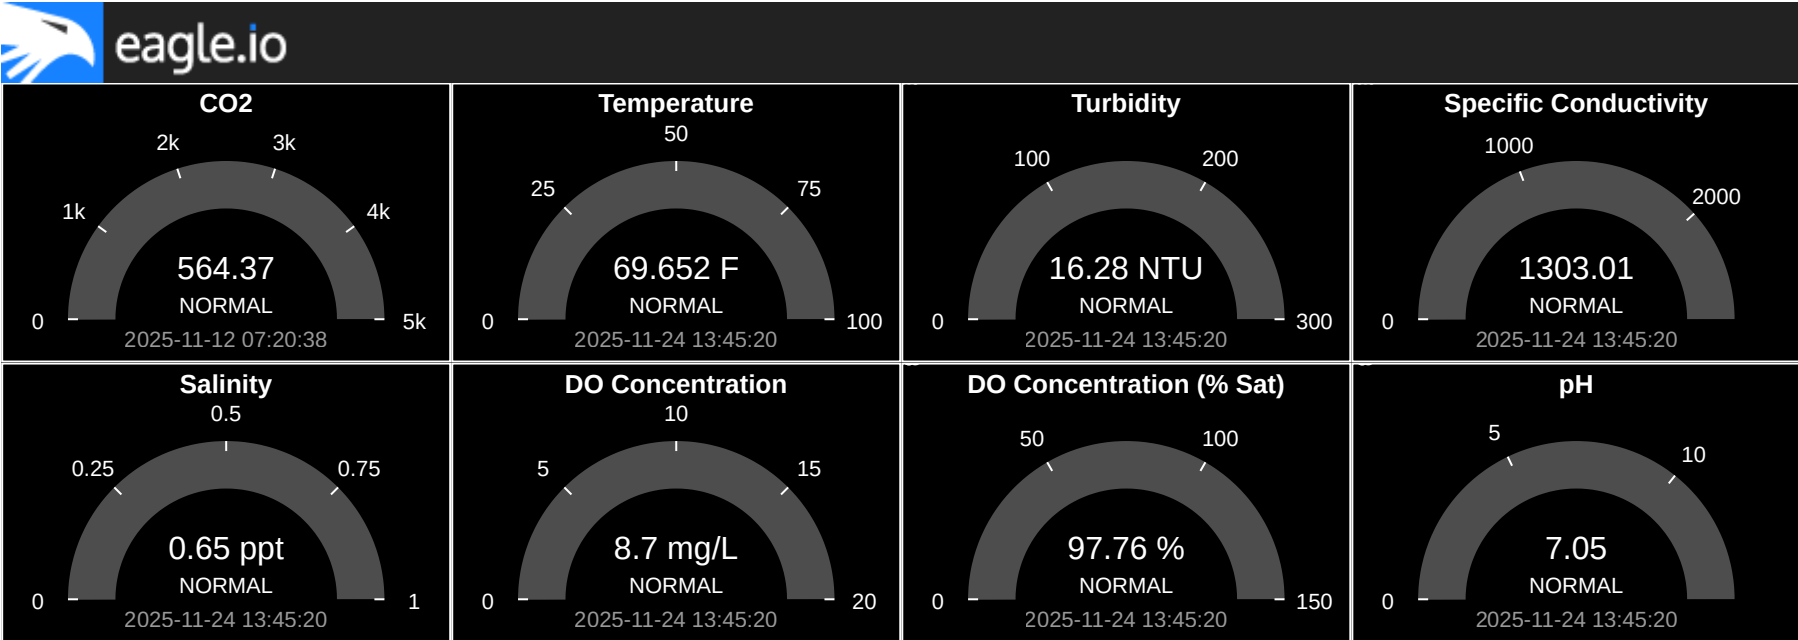 eagle.io
CO2
2k
3k
1k
4k
564.37
NORMAL
0
5k
2025-11-12 07:20:38
Temperature
50
25
75
69.652 F
NORMAL
0
100
2025-11-24 13:45:20
Turbidity
100
200
16.28 NTU
NORMAL
0
300
2025-11-24 13:45:20
Specific Conductivity
1000
2000
1303.01
NORMAL
0
2025-11-24 13:45:20
Salinity
0.5
0.25
0.75
0.65 ppt
NORMAL
0
1
2025-11-24 13:45:20
DO Concentration
10
5
15
8.7 mg/L
NORMAL
0
20
2025-11-24 13:45:20
DO Concentration (% Sat)
50
100
97.76 %
NORMAL
0
150
2025-11-24 13:45:20
pH
5
10
7.05
NORMAL
0
2025-11-24 13:45:20